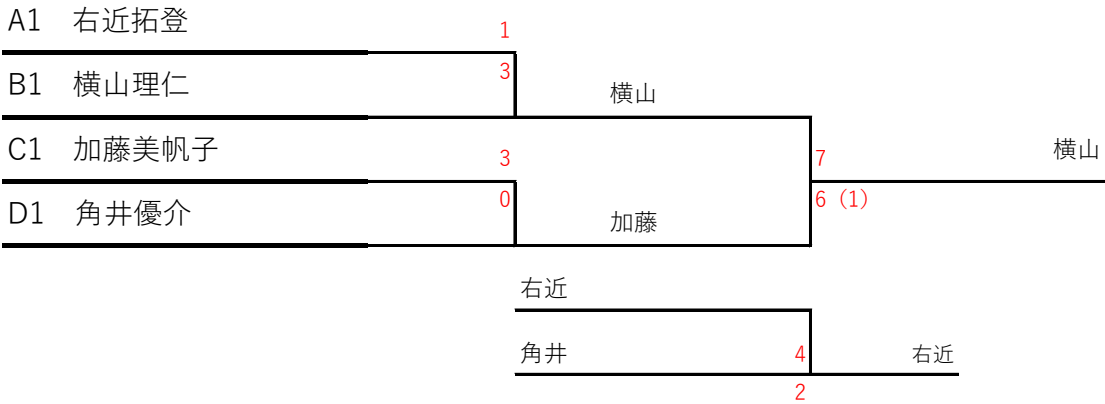 A1 右近拓登
1
B1 横山理仁
3
横山
C1 加藤美帆子
3
7
横山
D1 角井優介
0
加藤
6（1）
右近
角井
4
右近
2